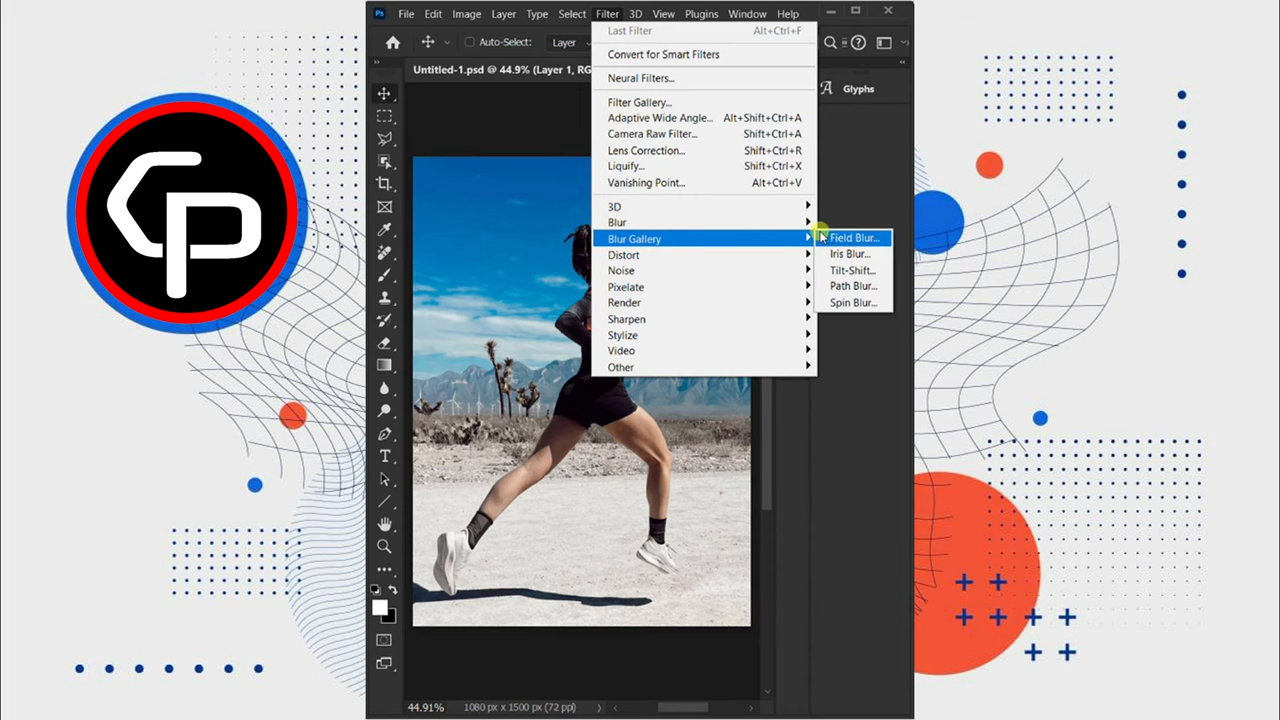 CP
Ps File Edit Image Layer Type Select Filter 3D View Plugins Window Help
Auto-Select: Layer
Untitled-1.psd @ 44.9% (Layer 1, RG
Last Filter Alt+Ctrl+F
Convert for Smart Filters
Neural Filters...
Filter Gallery...
Adaptive Wide Angle... Alt+Shift+Ctrl+A
Camera Raw Filter... Shift+Ctrl+A
Lens Correction... Shift+Ctrl+R
Liquify... Shift+Ctrl+X
Vanishing Point... Alt+Ctrl+V
3D
Blur
Blur Gallery
Distort
Noise
Pixelate
Render
Sharpen
Stylize
Video
Other
Field Blur...
Iris Blur...
Tilt-Shift...
Path Blur...
Spin Blur...
A Glyphs
44.91% 1080 px x 1500 px (72 ppi)